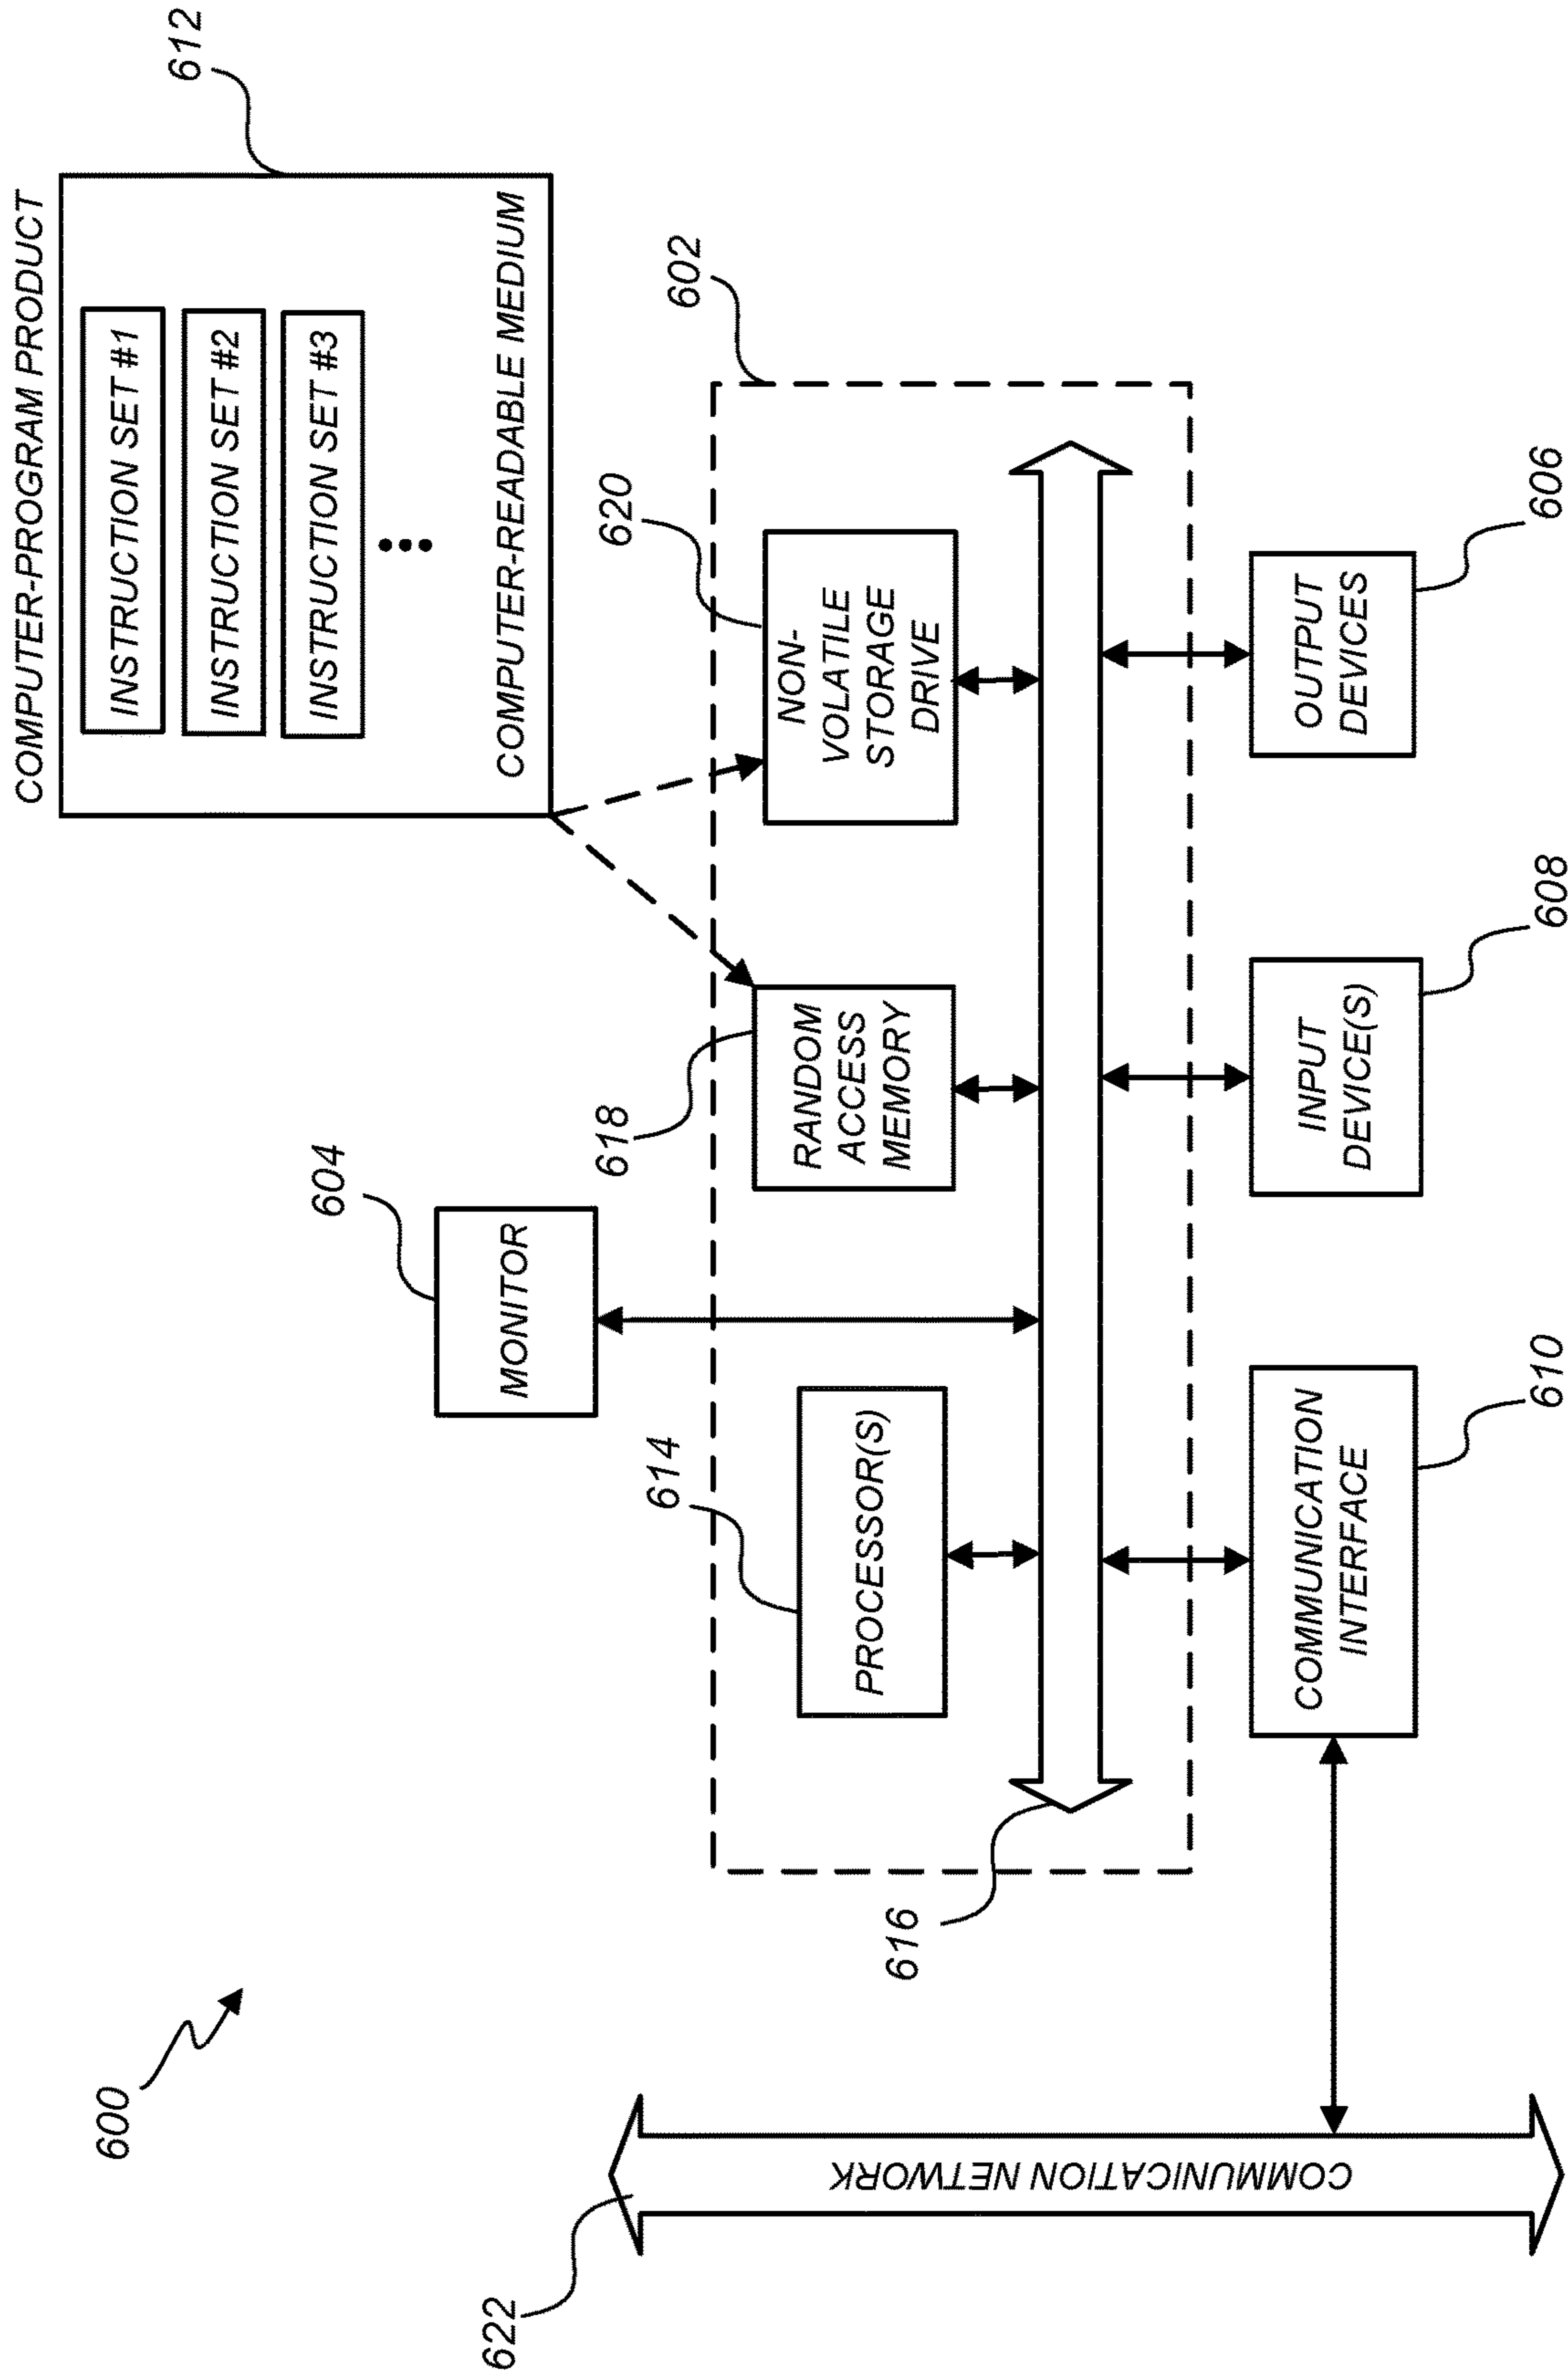 COMPUTER-PROGRAM PRODUCT
612
INSTRUCTION SET #1
INSTRUCTION SET #2
INSTRUCTION SET #3
COMPUTER-READABLE MEDIUM
600
604
MONITOR
602
614
PROCESSOR(S)
618
RANDOM
ACCESS
MEMORY
620
NON-
VOLATILE
STORAGE
DRIVE
616
622
COMMUNICATION NETWORK
COMMUNICATION
INTERFACE
610
INPUT
DEVICE(S)
608
OUTPUT
DEVICES
606